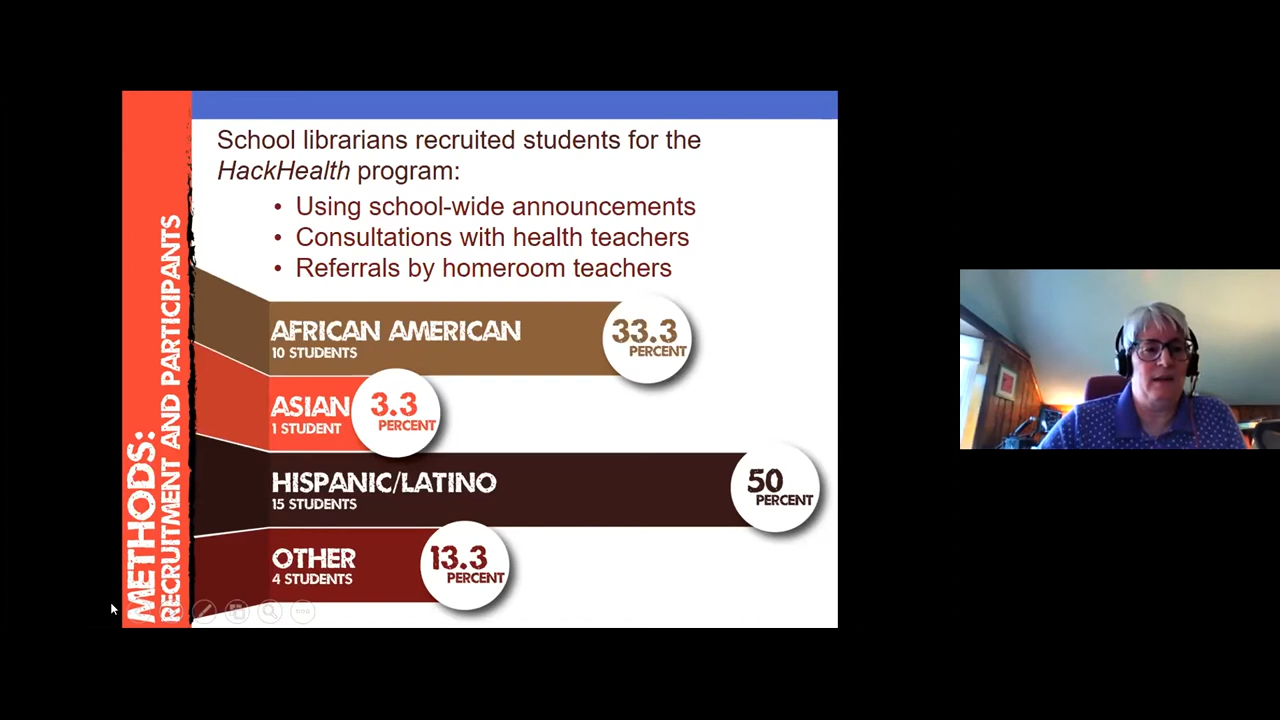 METHODS:
RECRUITMENT AND PARTICIPANTS
School librarians recruited students for the
HackHealth program:
• Using school-wide announcements
• Consultations with health teachers
• Referrals by homeroom teachers
AFRICAN AMERICAN
10 STUDENTS
33.3
PERCENT
ASIAN
1 STUDENT
3.3
PERCENT
HISPANIC/LATINO
15 STUDENTS
50
PERCENT
OTHER
4 STUDENTS
13.3
PERCENT